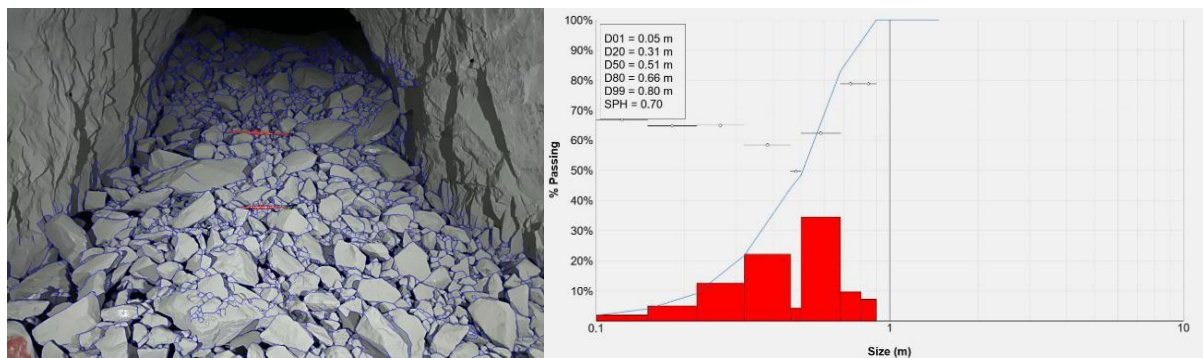 100%
90%
80%
70%
60%
50%
40%
30%
20%
10%
% Passing
D01 = 0.05 m
D20 = 0.31 m
D50 = 0.51 m
D80 = 0.66 m
D99 = 0.80 m
SPH = 0.70
0.1
1
10
Size (m)